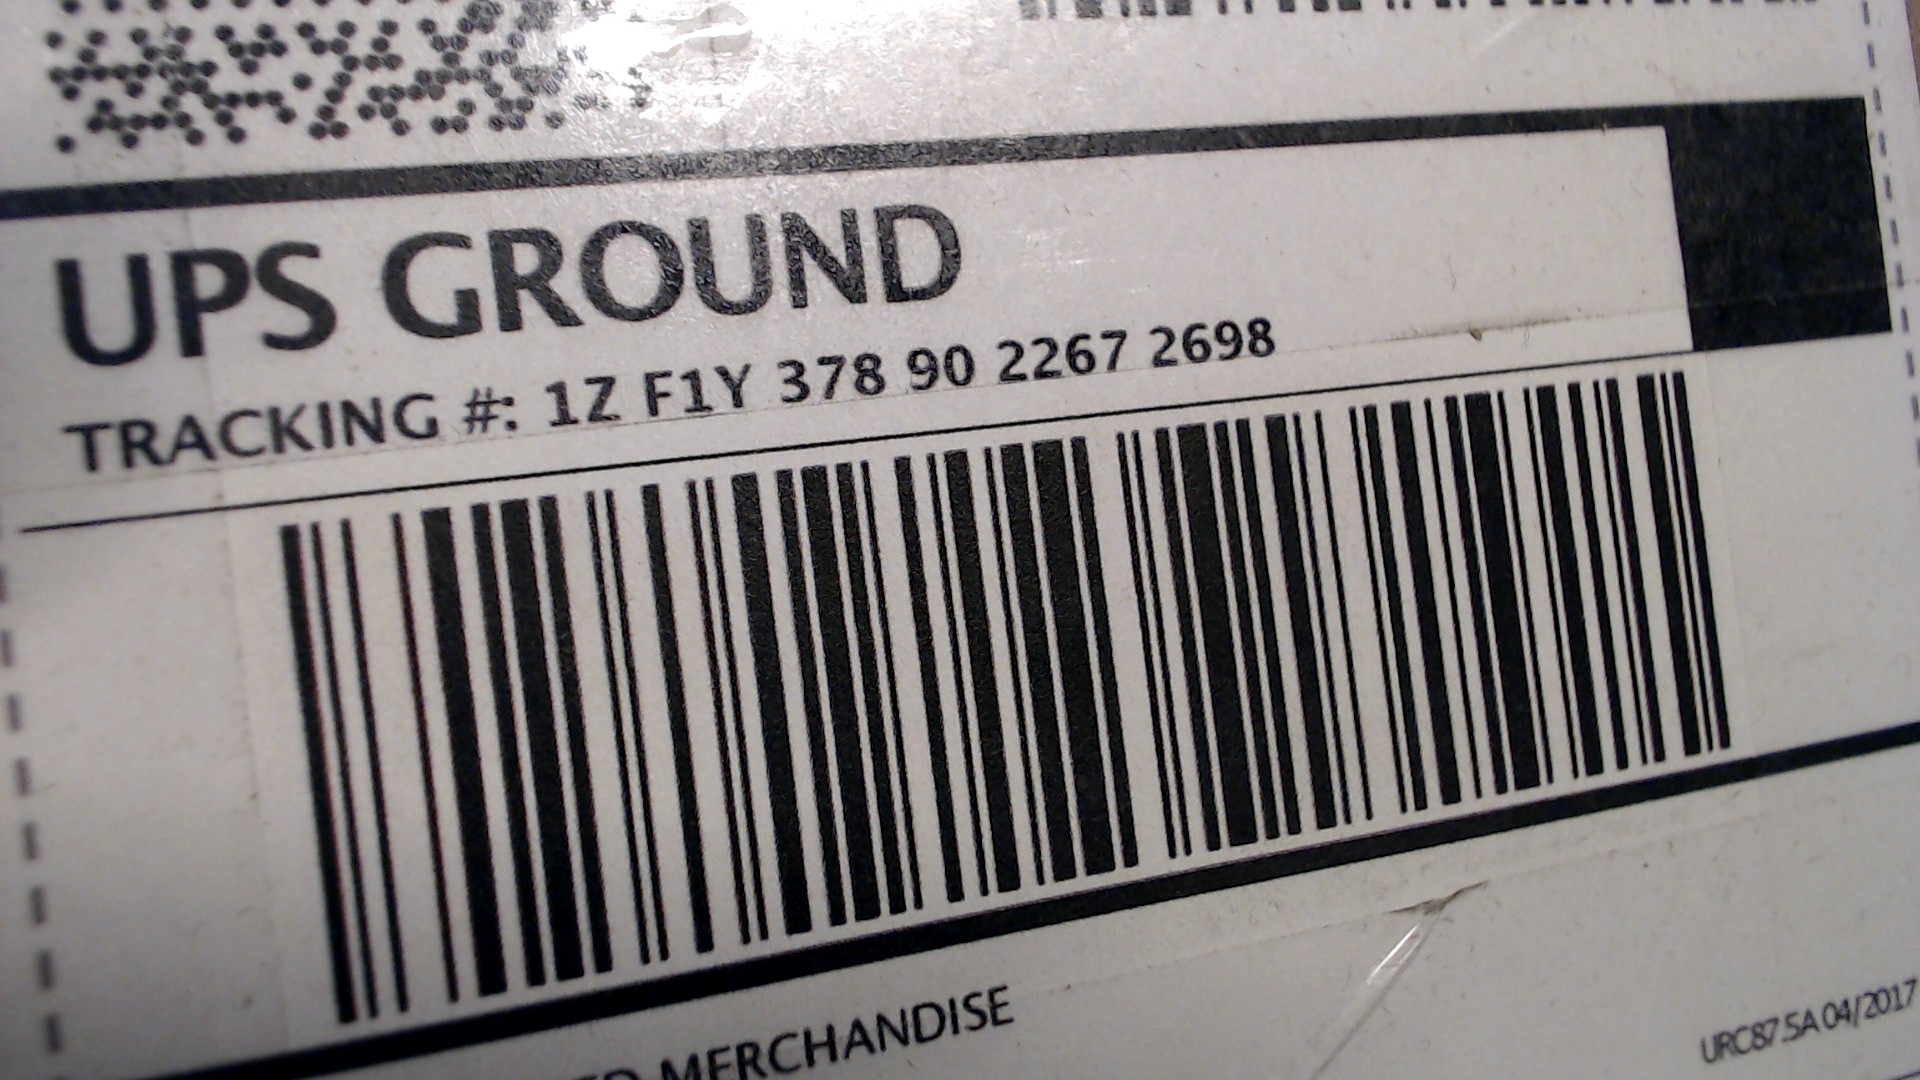 UPS GROUND
TRACKING #: 1Z F1Y 378 90 2267 2698
MERCHANDISE
URC87.5A 04/2017